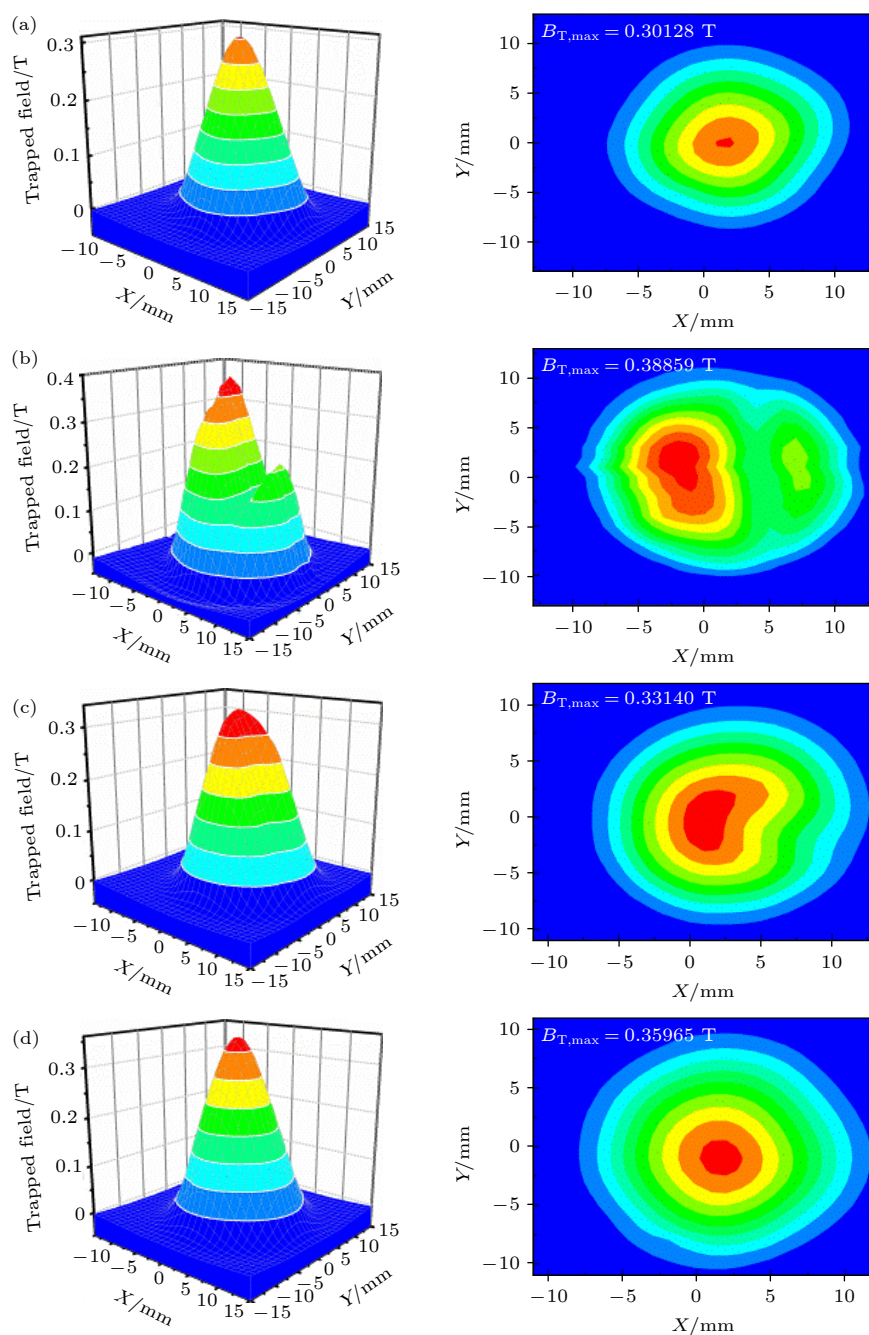 (a)
0.3
0.2
0.1
0
Trapped field/T
−10
−5
0
5
10
15
X/mm
−15
−10
−5
0
5
10
15
Y/mm
B_T,max = 0.30128 T
10
5
0
−5
−10
Y/mm
−10 −5 0 5 10
X/mm
(b)
0.4
0.3
0.2
0.1
0
Trapped field/T
−10
−5
0
5
10
15
X/mm
−15
−10
−5
0
5
10
15
Y/mm
B_T,max = 0.38859 T
10
5
0
−5
−10
Y/mm
−10 −5 0 5 10
X/mm
(c)
0.3
0.2
0.1
0
Trapped field/T
−10
−5
0
5
10
15
X/mm
−15
−10
−5
0
5
10
15
Y/mm
B_T,max = 0.33140 T
10
5
0
−5
−10
Y/mm
−10 −5 0 5 10
X/mm
(d)
0.3
0.2
0.1
0
Trapped field/T
−10
−5
0
5
10
15
X/mm
−15
−10
−5
0
5
10
15
Y/mm
B_T,max = 0.35965 T
10
5
0
−5
−10
Y/mm
−10 −5 0 5 10
X/mm